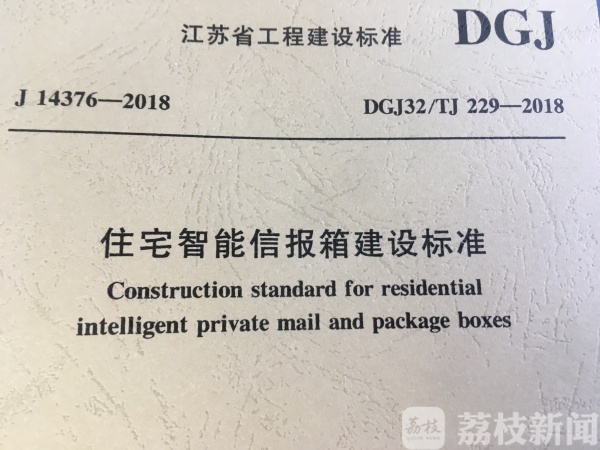 江苏省工程建设标准 DGJ
J 14376—2018 DGJ32/TJ 229—2018
住宅智能信报箱建设标准
Construction standard for residential
intelligent private mail and package boxes
荔枝 荔枝新闻